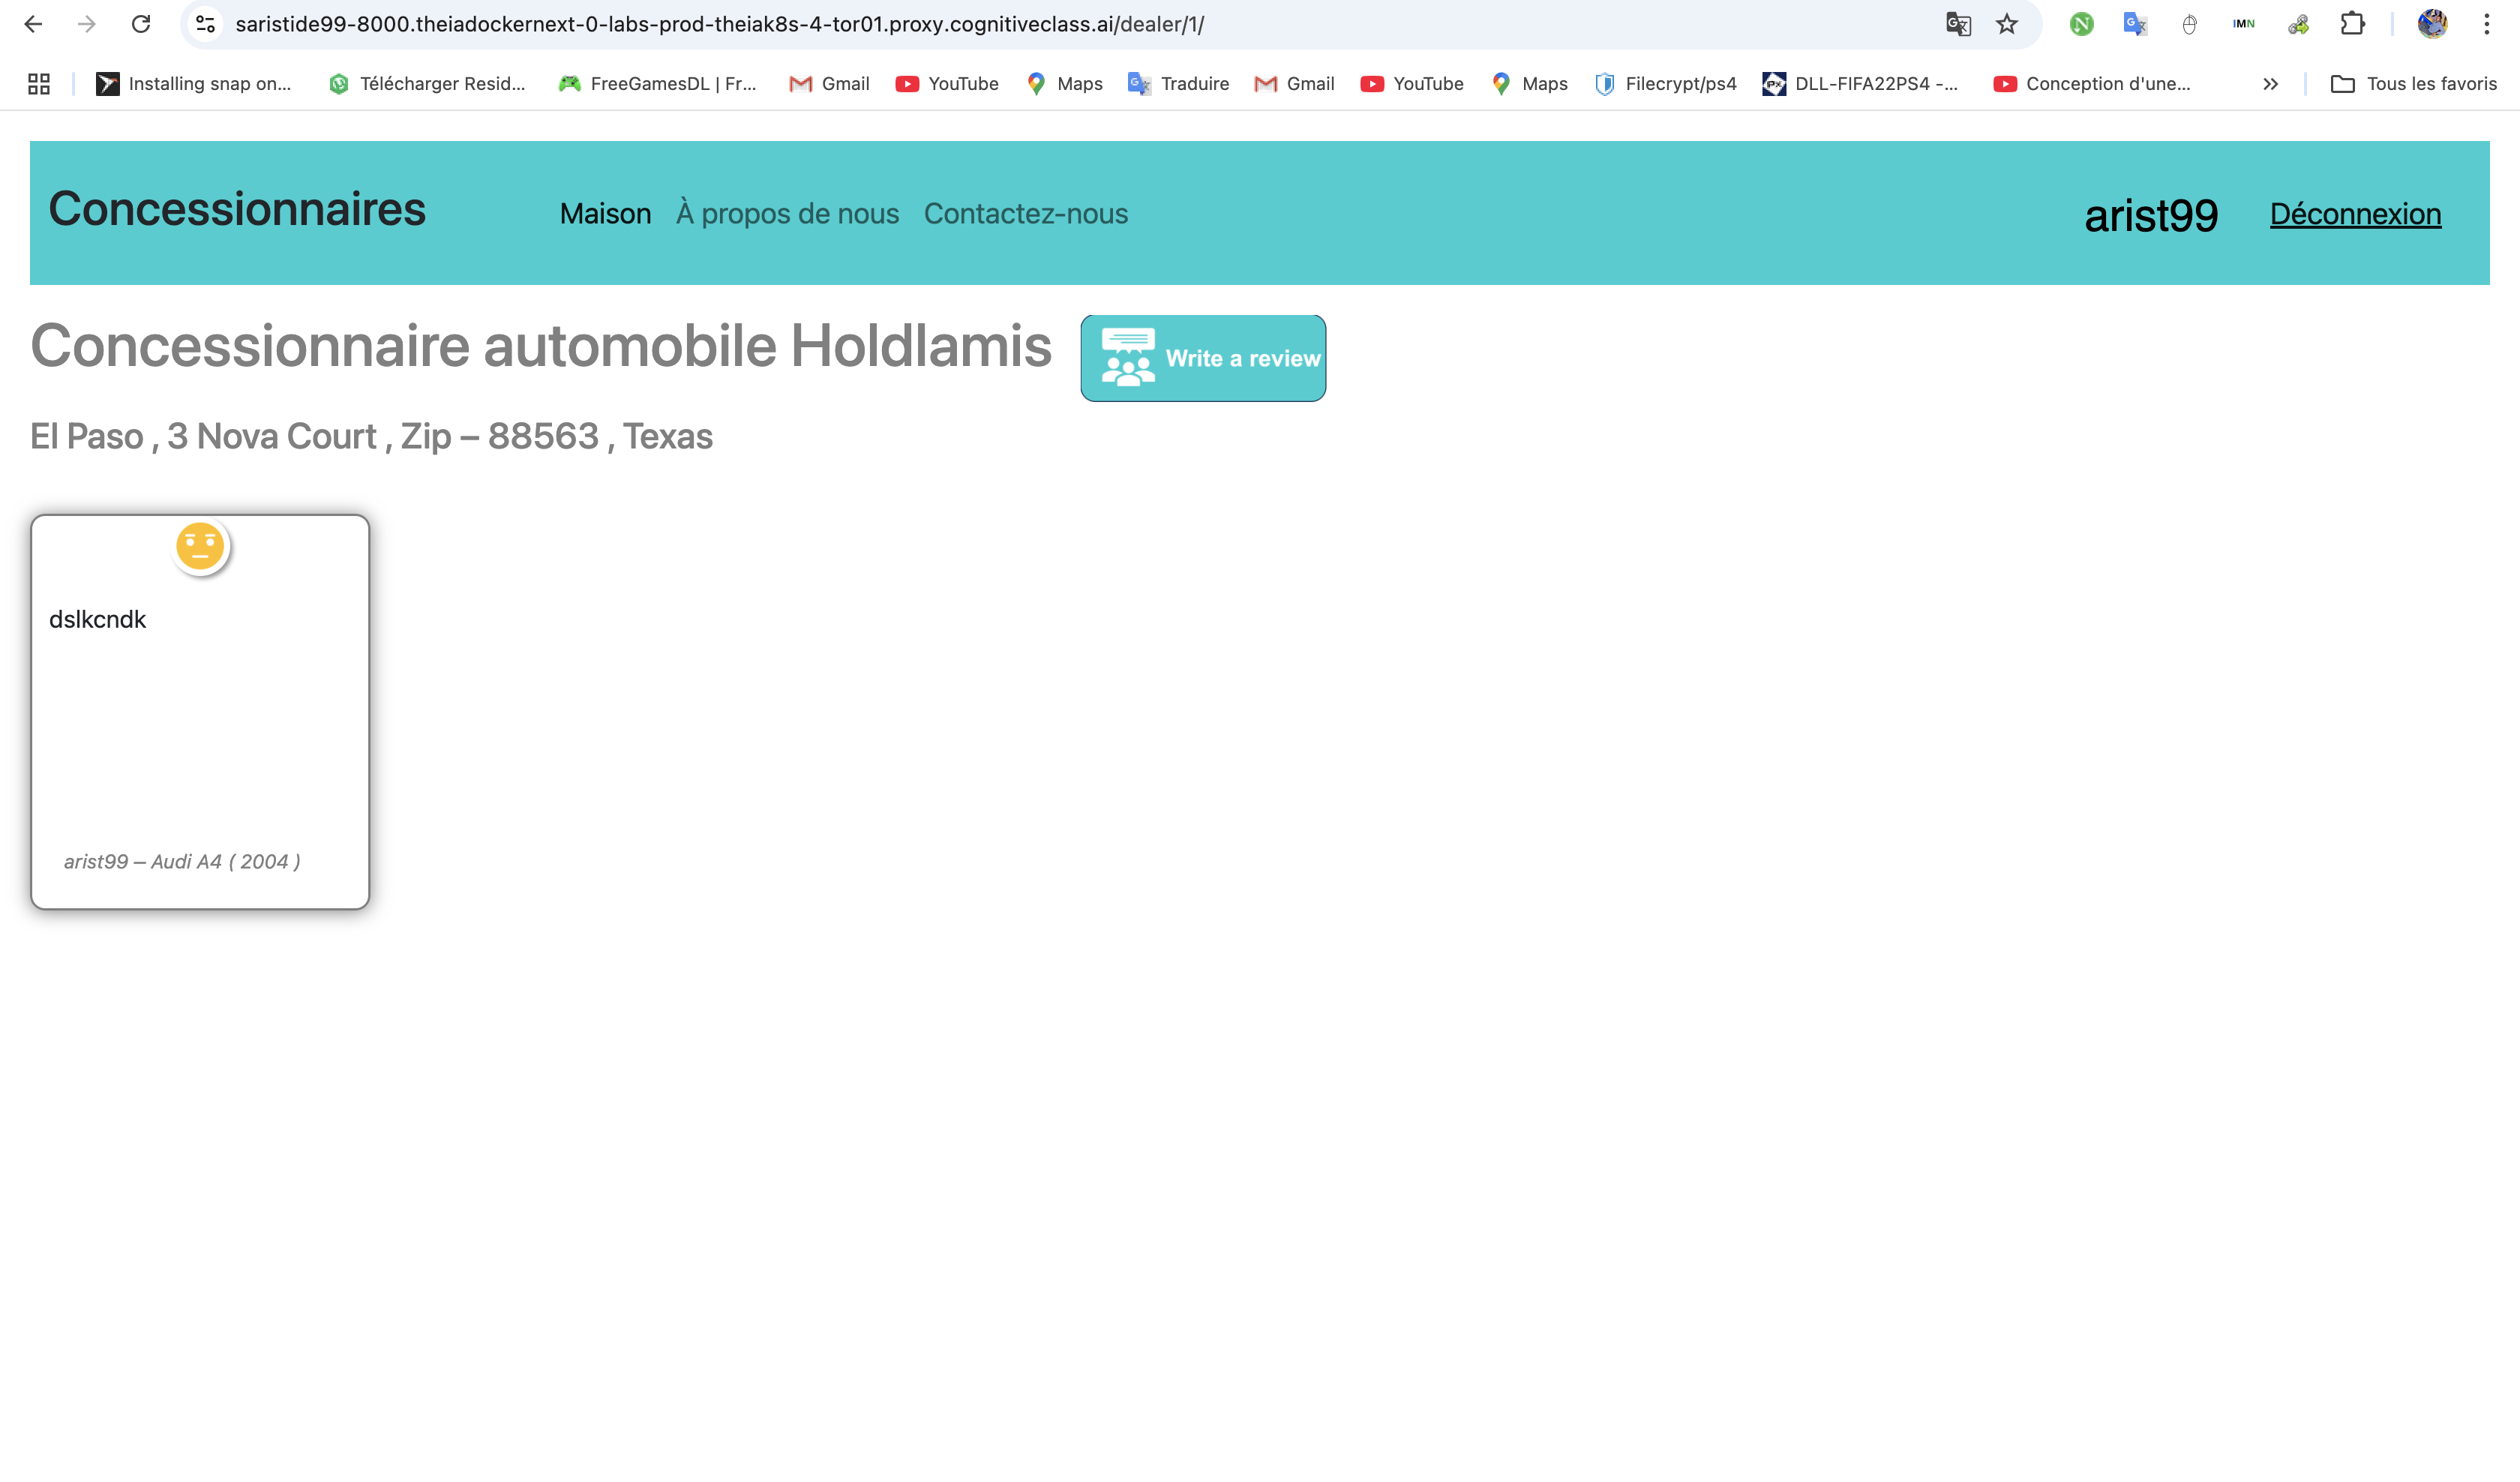 saristide99-8000.theiadockernext-0-labs-prod-theiak8s-4-tor01.proxy.cognitiveclass.ai/dealer/1/
IMN
Installing snap on... Télécharger Resid... FreeGamesDL | Fr... Gmail YouTube Maps Traduire Gmail YouTube Maps Filecrypt/ps4 DLL-FIFA22PS4 -... Conception d'une... Tous les favoris
Concessionnaires Maison À propos de nous Contactez-nous arist99 Déconnexion
Concessionnaire automobile Holdlamis Write a review
El Paso , 3 Nova Court , Zip – 88563 , Texas
dslkcndk
arist99 – Audi A4 ( 2004 )